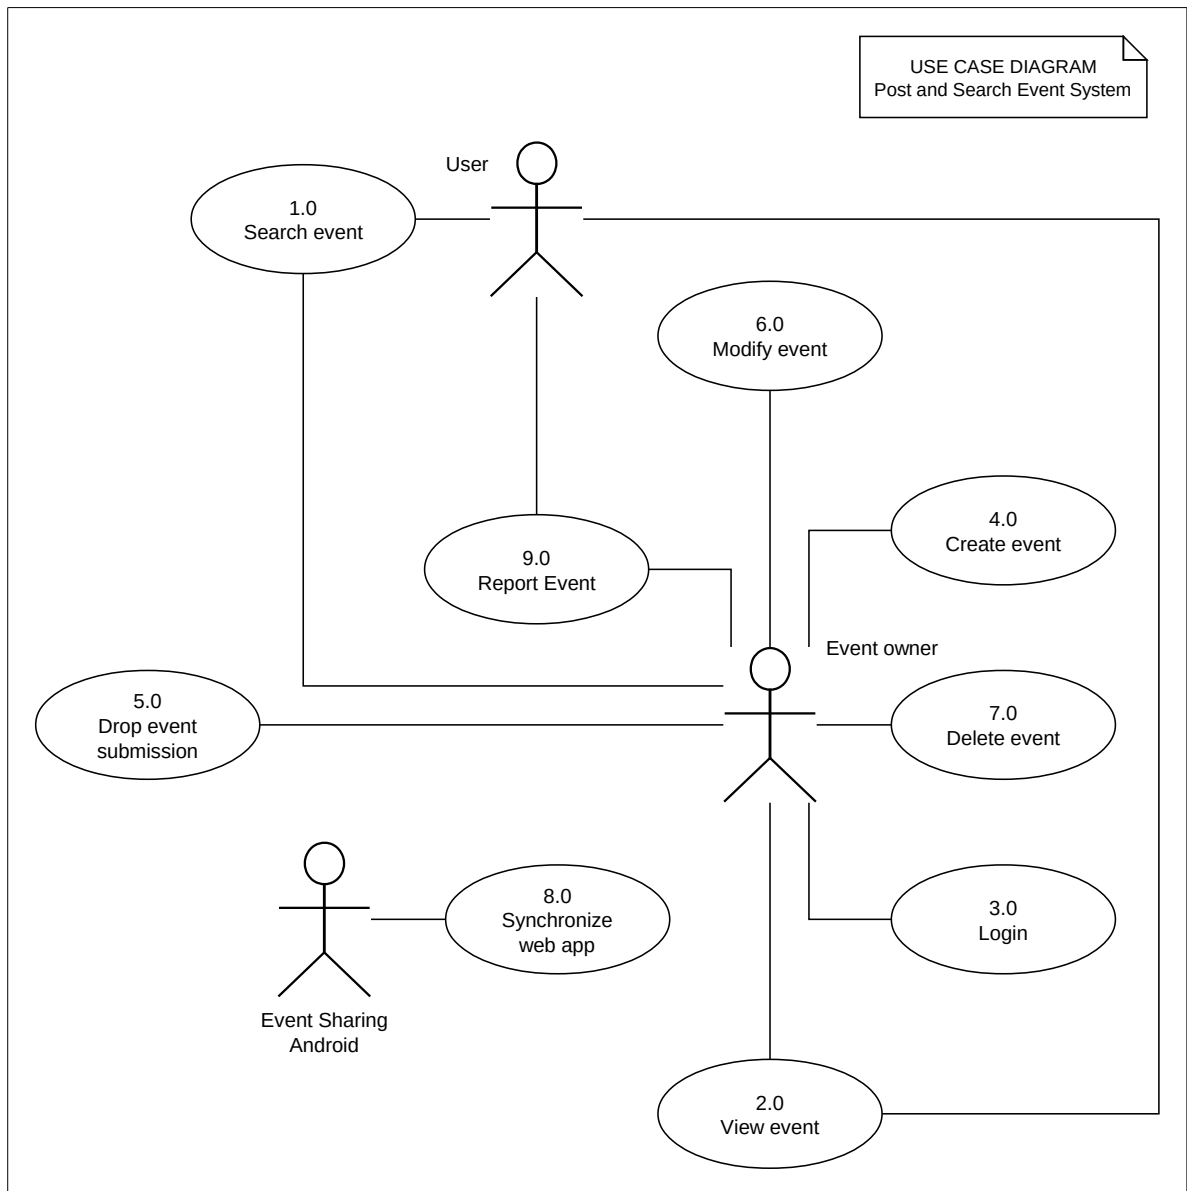 USE CASE DIAGRAM
Post and Search Event System
User
1.0
Search event
6.0
Modify event
4.0
Create event
9.0
Report Event
Event owner
5.0
Drop event
submission
7.0
Delete event
8.0
Synchronize
web app
3.0
Login
Event Sharing
Android
2.0
View event